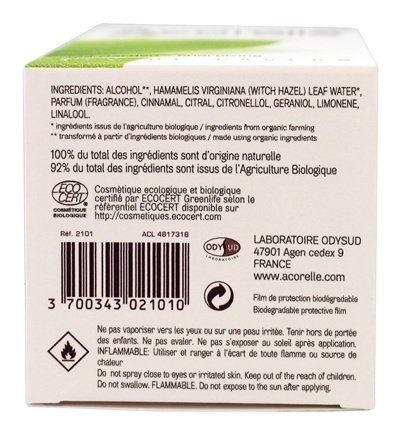 INGREDIENTS: ALCOHOL**, HAMAMELIS VIRGINIANA (WITCH HAZEL) LEAF WATER*,
PARFUM (FRAGRANCE), CINNAMAL, CITRAL, CITRONELLOL, GERANIOL, LIMONENE,
LINALOOL.
* ingrédients issus de l'agriculture biologique / ingredients from organic farming
** transformé à partir d'ingrédients biologiques / made using organic ingredients
100% du total des ingrédients sont d'origine naturelle
92% du total des ingrédients sont issus de l'Agriculture Biologique
ECO
CERT
COSMÉTIQUE
BIOLOGIQUE
Cosmétique ecologique et biologique
certifié par ECOCERT Greenlife selon le
référentiel ECOCERT disponible sur
http://cosmetiques.ecocert.com
Réf. 2101 ACL 4817318
3 700343 021010
ODYSUD
LABORATOIRE
LABORATOIRE ODYSUD
47901 Agen cedex 9
FRANCE
www.acorelle.com
Film de protection biodégradable
Biodegradable protective film
Ne pas vaporiser vers les yeux ou sur une peau irritée. Tenir hors de portée
des enfants. Ne pas avaler. Ne pas s'exposer au soleil après application.
INFLAMMABLE: Utiliser et ranger à l'écart de toute flamme ou source de
chaleur
Do not spray close to eyes or irritated skin. Keep out of the reach of children.
Do not swallow. FLAMMABLE. Do not expose to the sun after applying.